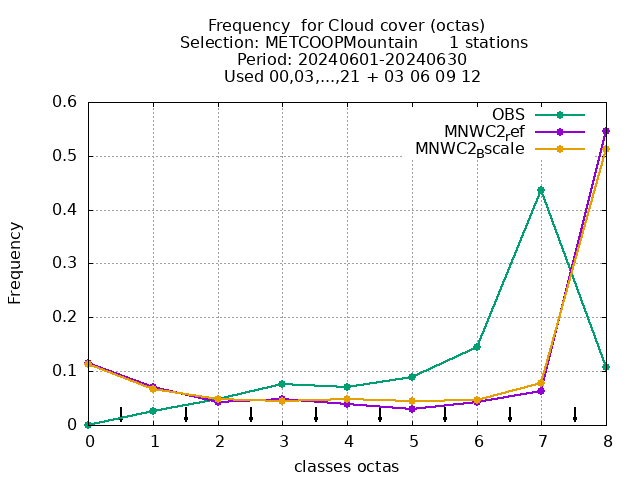 Frequency  for Cloud cover (octas)
Selection: METCOOPMountain      1 stations
Period: 20240601-20240630
Used 00,03,...,21 + 03 06 09 12
OBS
MNWC2ref
MNWC2Bscale
0.6
0.5
0.4
0.3
0.2
0.1
0
Frequency
0 1 2 3 4 5 6 7 8
classes octas